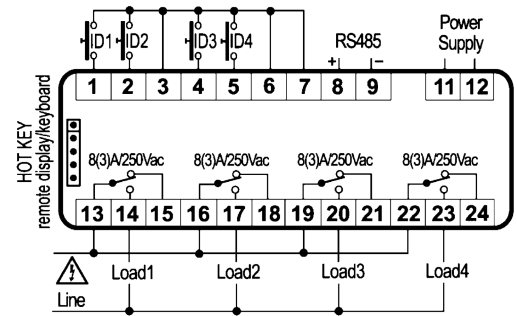 ID1 ID2 ID3 ID4 RS485 Power Supply
+ –
1 2 3 4 5 6 7 8 9 11 12
HOT KEY
remote display/keyboard
8(3)A/250Vac 8(3)A/250Vac 8(3)A/250Vac 8(3)A/250Vac
13 14 15 16 17 18 19 20 21 22 23 24
Load1 Load2 Load3 Load4
Line